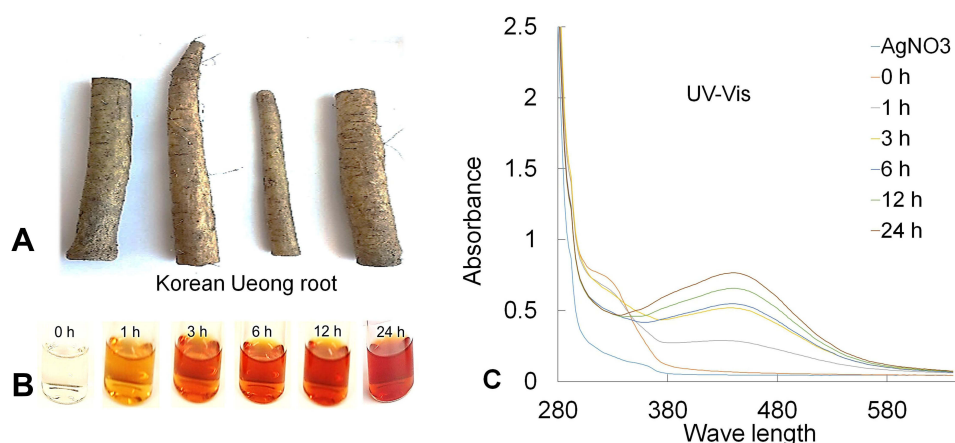 A
Korean Ueong root
B
0 h
1 h
3 h
6 h
12 h
24 h
C
UV-Vis
Absorbance
2.5
2
1.5
1
0.5
0
280
380
480
580
Wave length
AgNO3
0 h
1 h
3 h
6 h
12 h
24 h